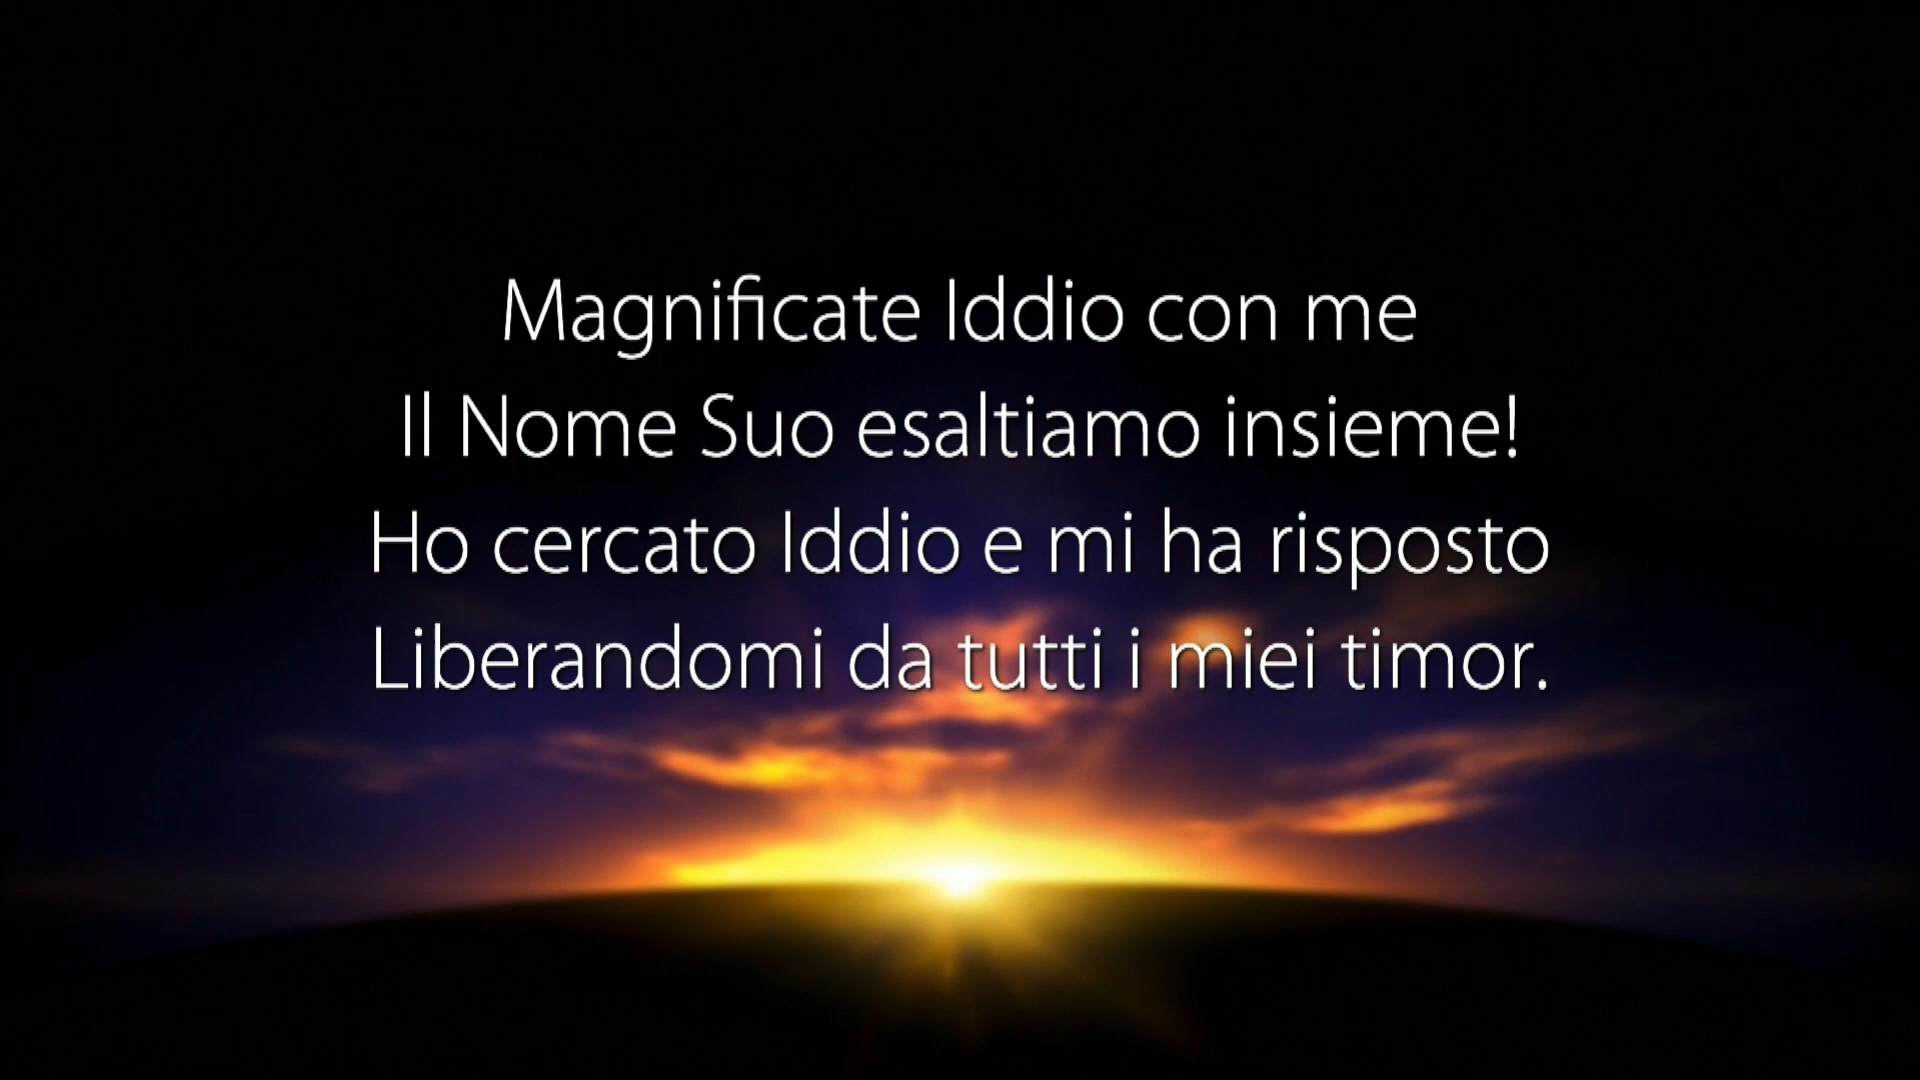 Magnificate Iddio con me
Il Nome Suo esaltiamo insieme!
Ho cercato Iddio e mi ha risposto
Liberandomi da tutti i miei timor.